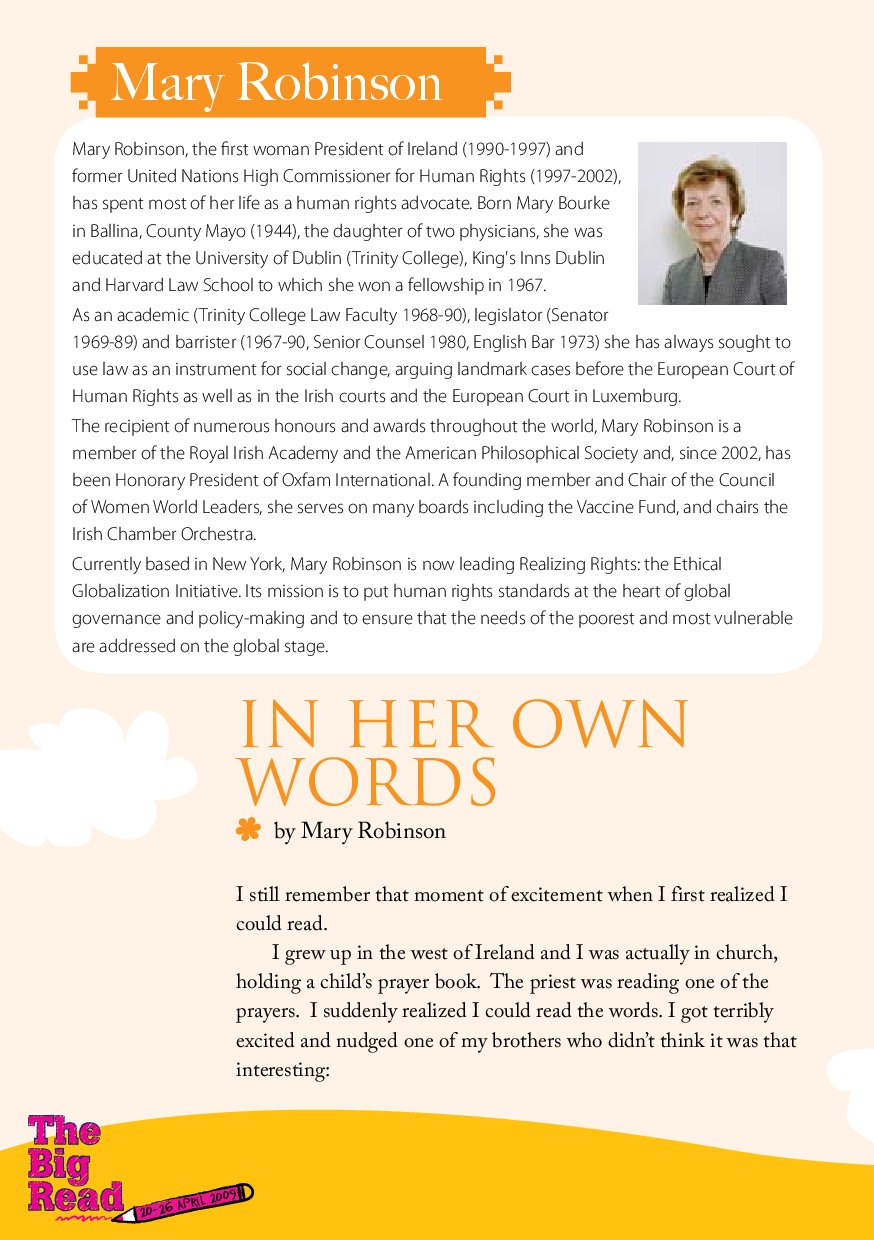 Mary Robinson
Mary Robinson, the first woman President of Ireland (1990-1997) and
former United Nations High Commissioner for Human Rights (1997-2002),
has spent most of her life as a human rights advocate. Born Mary Bourke
in Ballina, County Mayo (1944), the daughter of two physicians, she was
educated at the University of Dublin (Trinity College), King's Inns Dublin
and Harvard Law School to which she won a fellowship in 1967.
As an academic (Trinity College Law Faculty 1968-90), legislator (Senator
1969-89) and barrister (1967-90, Senior Counsel 1980, English Bar 1973) she has always sought to
use law as an instrument for social change, arguing landmark cases before the European Court of
Human Rights as well as in the Irish courts and the European Court in Luxemburg.
The recipient of numerous honours and awards throughout the world, Mary Robinson is a
member of the Royal Irish Academy and the American Philosophical Society and, since 2002, has
been Honorary President of Oxfam International. A founding member and Chair of the Council
of Women World Leaders, she serves on many boards including the Vaccine Fund, and chairs the
Irish Chamber Orchestra.
Currently based in New York, Mary Robinson is now leading Realizing Rights: the Ethical
Globalization Initiative. Its mission is to put human rights standards at the heart of global
governance and policy-making and to ensure that the needs of the poorest and most vulnerable
are addressed on the global stage.
IN HER OWN
WORDS
by Mary Robinson
I still remember that moment of excitement when I first realized I
could read.
I grew up in the west of Ireland and I was actually in church,
holding a child’s prayer book.  The priest was reading one of the
prayers.  I suddenly realized I could read the words. I got terribly
excited and nudged one of my brothers who didn’t think it was that
interesting:
The
Big
Read
20-26 APRIL 2009